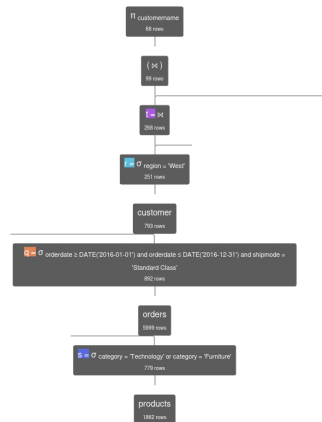 π customername
88 rows
( ⋈ )
99 rows
t = ⋈
268 rows
r = σ region = 'West'
251 rows
customer
793 rows
q = σ orderdate ≥ DATE('2016-01-01') and orderdate ≤ DATE('2016-12-31') and shipmode =
'Standard Class'
892 rows
orders
5999 rows
s = σ category = 'Technology' or category = 'Furniture'
779 rows
products
1862 rows